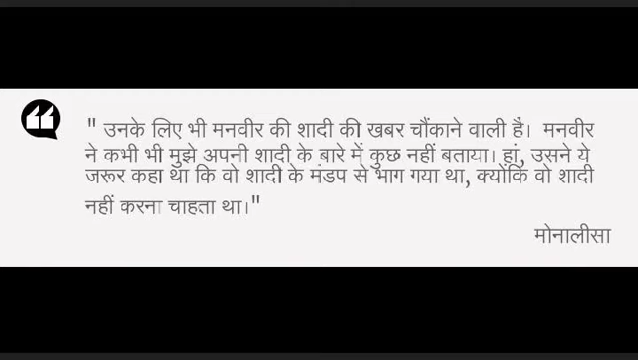 " उनके लिए भी मनवीर की शादी की खबर चौंकाने वाली है। मनवीर
ने कभी भी मुझे अपनी शादी के बारे में कुछ नहीं बताया। हां, उसने ये
जरूर कहा था कि वो शादी के मंडप से भाग गया था, क्योंकि वो शादी
नहीं करना चाहता था।"
मोनालीसा